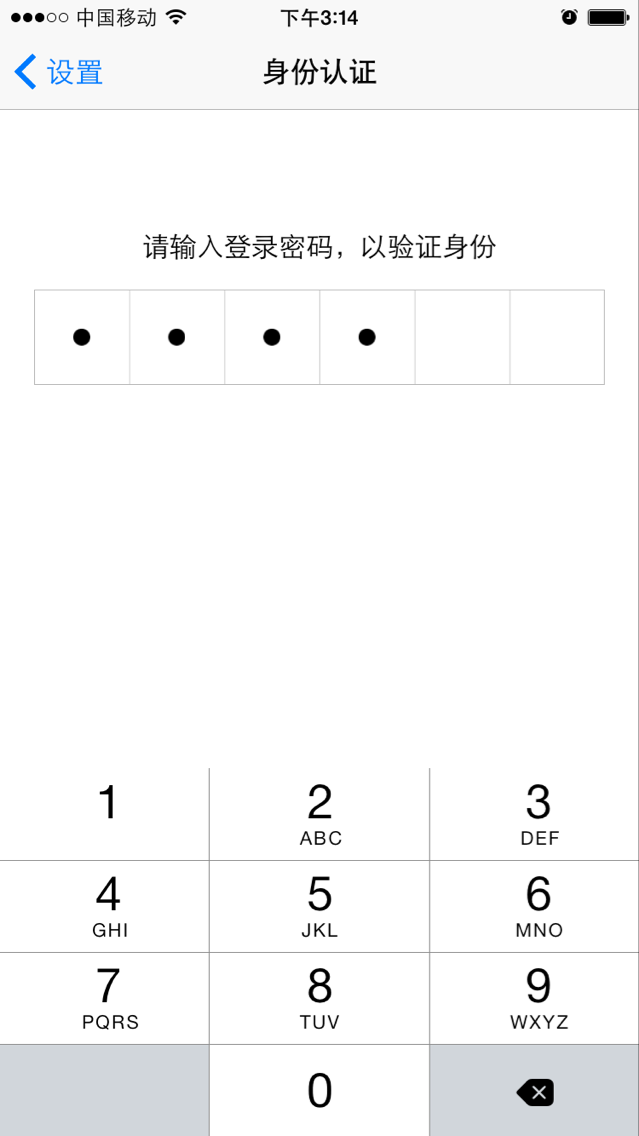 中国移动 下午3:14
设置 身份认证
请输入登录密码，以验证身份
1 2 3
ABC DEF
4 5 6
GHI JKL MNO
7 8 9
PQRS TUV WXYZ
0